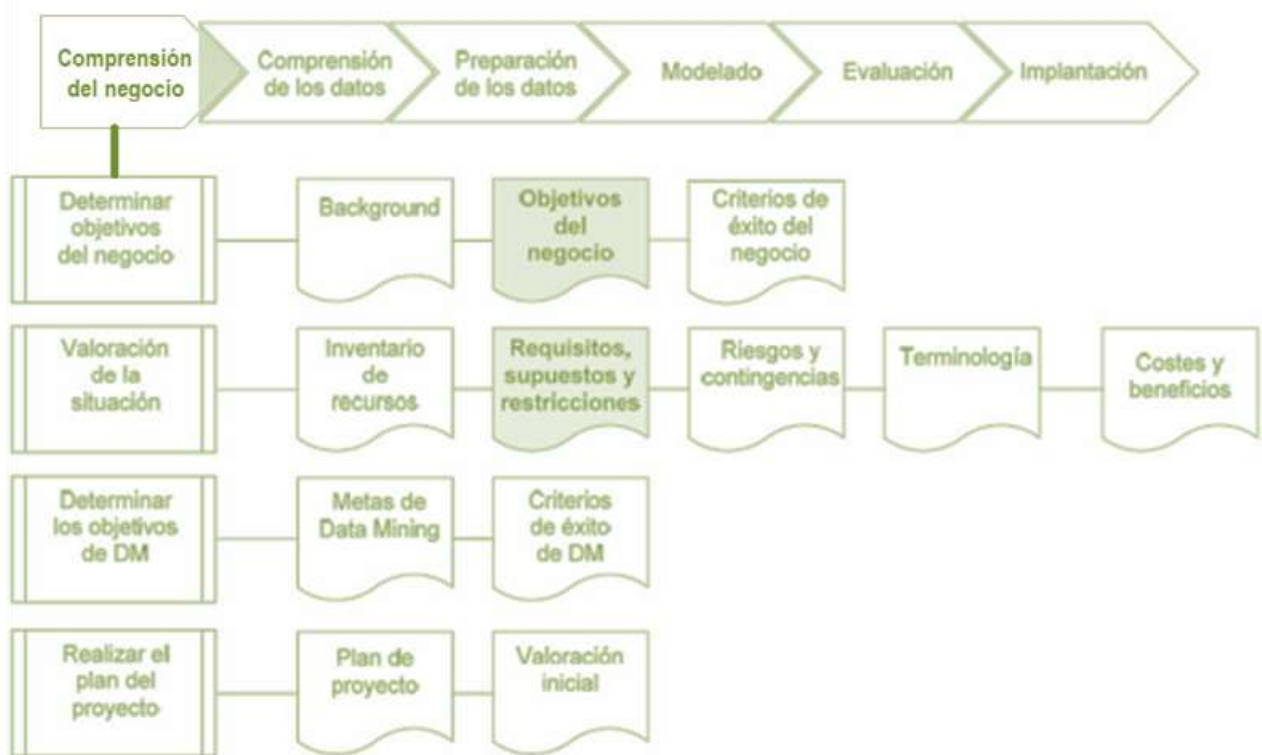 Comprensión
del negocio
Comprensión
de los datos
Preparación
de los datos
Modelado
Evaluación
Implantación
Determinar
objetivos
del negocio
Background
Objetivos
del
negocio
Criterios de
éxito del
negocio
Valoración
de la
situación
Inventario
de
recursos
Requisitos,
supuestos y
restricciones
Riesgos y
contingencias
Terminología
Costes y
beneficios
Determinar
los objetivos
de DM
Metas de
Data Mining
Criterios
de éxito
de DM
Realizar el
plan del
proyecto
Plan de
proyecto
Valoración
inicial